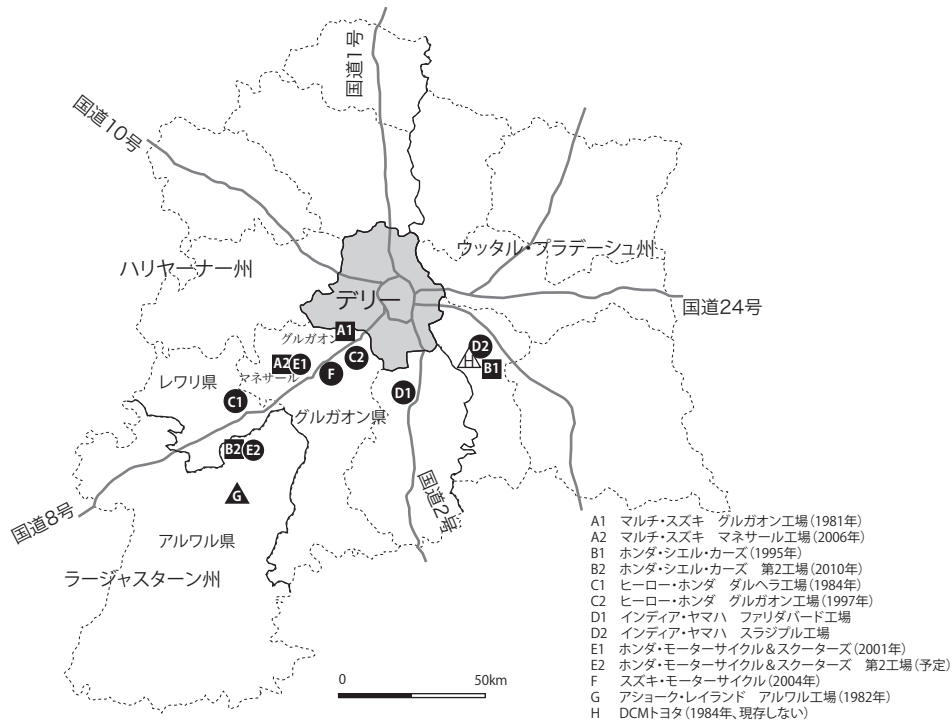 国道1号
国道10号
ウッタル・プラデーシュ州
ハリヤーナー州
デリー
国道24号
グルガオン
A1
D2
H
B1
C2
A2
E1
F
マネサール
レワリ県
C1
D1
グルガオン県
B2
E2
G
国道2号
国道8号
アルワル県
ラージャスターン州
0 50km
A1 マルチ・スズキ グルガオン工場(1981年)
A2 マルチ・スズキ マネサール工場(2006年)
B1 ホンダ・シエル・カーズ(1995年)
B2 ホンダ・シエル・カーズ 第2工場(2010年)
C1 ヒーロー・ホンダ ダルヘラ工場(1984年)
C2 ヒーロー・ホンダ グルガオン工場(1997年)
D1 インディア・ヤマハ ファリダバード工場
D2 インディア・ヤマハ スラジプル工場
E1 ホンダ・モーターサイクル&スクーターズ(2001年)
E2 ホンダ・モーターサイクル&スクーターズ 第2工場(予定)
F スズキ・モーターサイクル(2004年)
G アショーク・レイランド アルワル工場(1982年)
H DCMトヨタ(1984年、現存しない)